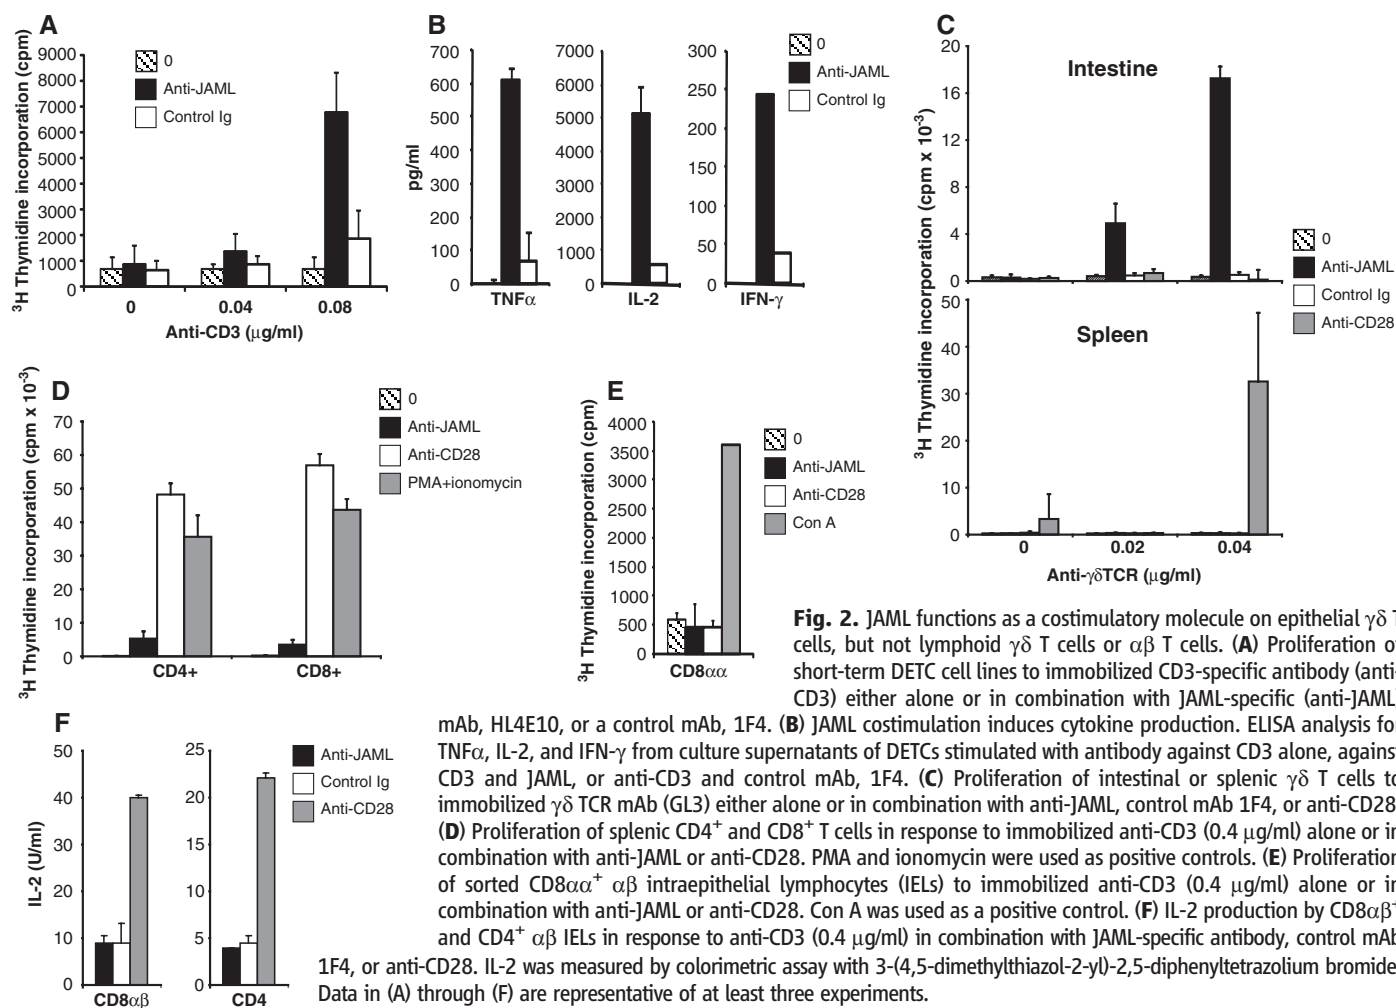 A
³H Thymidine incorporation (cpm)
9000
8000
7000
6000
5000
4000
3000
2000
1000
0
0
Anti-JAML
Control Ig
0 0.04 0.08
Anti-CD3 (μg/ml)
B
pg/ml
700
600
500
400
300
200
100
0
TNFα
7000
6000
5000
4000
3000
2000
1000
0
IL-2
300
250
200
150
100
50
0
IFN-γ
0
Anti-JAML
Control Ig
C
³H Thymidine incorporation (cpm x 10⁻³)
20
16
12
8
4
0
Intestine
³H Thymidine incorporation (cpm x 10⁻³)
50
40
30
20
10
0
Spleen
0 0.02 0.04
Anti-γδTCR (μg/ml)
0
Anti-JAML
Control Ig
Anti-CD28
D
³H Thymidine incorporation (cpm x 10⁻³)
70
60
50
40
30
20
10
0
CD4+ CD8+
0
Anti-JAML
Anti-CD28
PMA+ionomycin
E
³H Thymidine incorporation (cpm)
4000
3500
3000
2500
2000
1500
1000
500
0
CD8αα
0
Anti-JAML
Anti-CD28
Con A
F
IL-2 (U/ml)
50
40
30
20
10
0
CD8αβ
25
20
15
10
5
0
CD4
Anti-JAML
Control Ig
Anti-CD28
Fig. 2. JAML functions as a costimulatory molecule on epithelial γδ T
cells, but not lymphoid γδ T cells or αβ T cells. (A) Proliferation of
short-term DETC cell lines to immobilized CD3-specific antibody (anti-
CD3) either alone or in combination with JAML-specific (anti-JAML)
mAb, HL4E10, or a control mAb, 1F4. (B) JAML costimulation induces cytokine production. ELISA analysis for
TNFα, IL-2, and IFN-γ from culture supernatants of DETCs stimulated with antibody against CD3 alone, against
CD3 and JAML, or anti-CD3 and control mAb, 1F4. (C) Proliferation of intestinal or splenic γδ T cells to
immobilized γδ TCR mAb (GL3) either alone or in combination with anti-JAML, control mAb 1F4, or anti-CD28.
(D) Proliferation of splenic CD4⁺ and CD8⁺ T cells in response to immobilized anti-CD3 (0.4 μg/ml) alone or in
combination with anti-JAML or anti-CD28. PMA and ionomycin were used as positive controls. (E) Proliferation
of sorted CD8αα⁺ αβ intraepithelial lymphocytes (IELs) to immobilized anti-CD3 (0.4 μg/ml) alone or in
combination with anti-JAML or anti-CD28. Con A was used as a positive control. (F) IL-2 production by CD8αβ⁺
and CD4⁺ αβ IELs in response to anti-CD3 (0.4 μg/ml) in combination with JAML-specific antibody, control mAb
1F4, or anti-CD28. IL-2 was measured by colorimetric assay with 3-(4,5-dimethylthiazol-2-yl)-2,5-diphenyltetrazolium bromide.
Data in (A) through (F) are representative of at least three experiments.